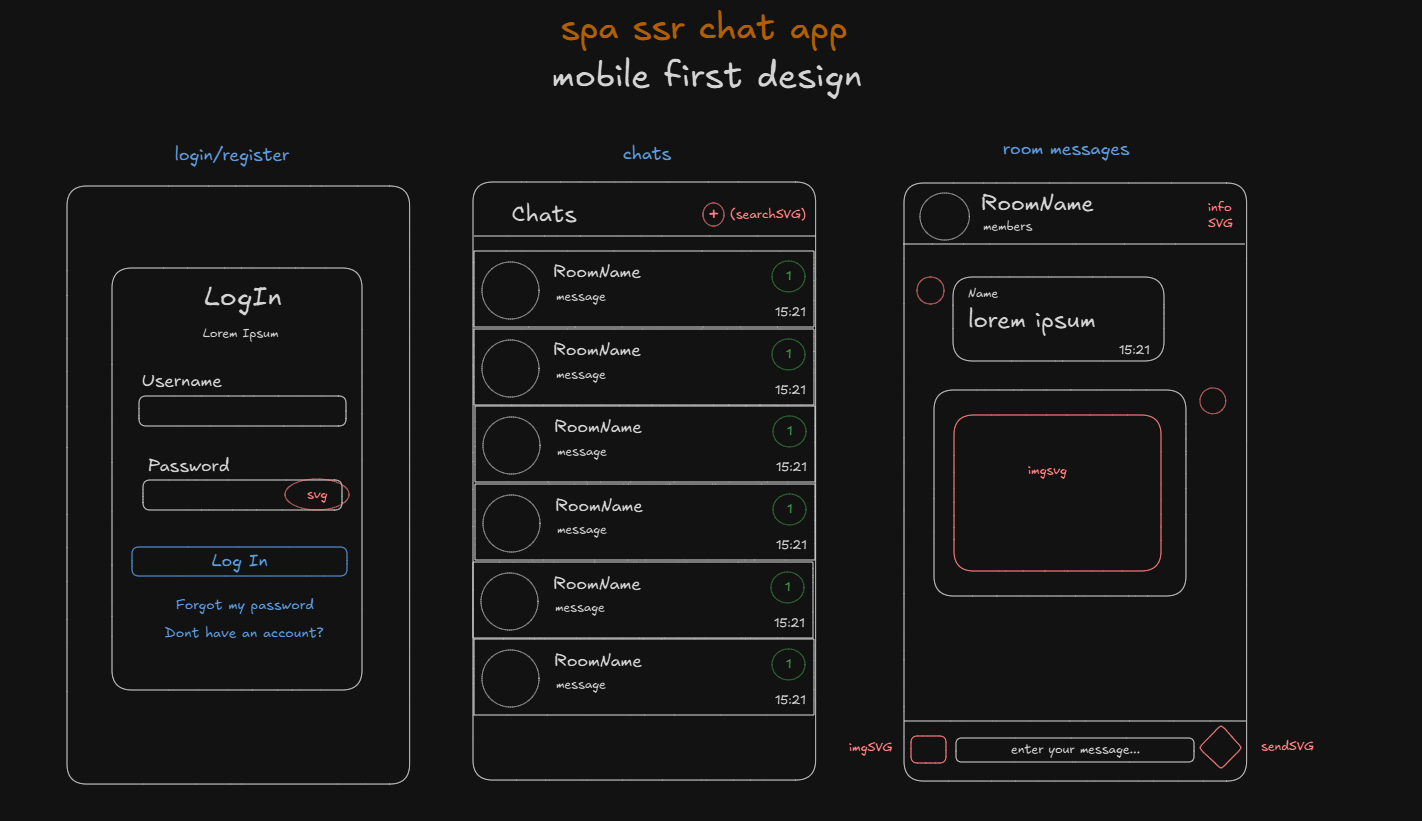 spa ssr chat app
mobile first design
login/register
LogIn
Lorem Ipsum
Username
Password
svg
Log In
Forgot my password
Dont have an account?
chats
Chats
+ (searchSVG)
RoomName
1
message
15:21
RoomName
1
message
15:21
RoomName
1
message
15:21
RoomName
1
message
15:21
RoomName
1
message
15:21
RoomName
1
message
15:21
room messages
RoomName
members
info
SVG
Name
lorem ipsum
15:21
imgsvg
imgSVG
enter your message...
sendSVG